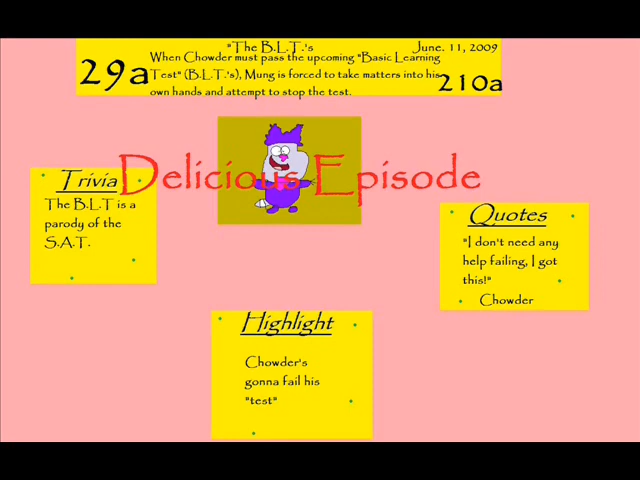 "The B.L.T.'s
June. 11, 2009
29a
When Chowder must pass the upcoming "Basic Learning
Test" (B.L.T.'s), Mung is forced to take matters into his
own hands and attempt to stop the test.
210a
Delicious Episode
Trivia
The B.L.T is a
parody of the
S.A.T.
Quotes
"I don't need any
help failing, I got
this!"
Chowder
Highlight
Chowder's
gonna fail his
"test"